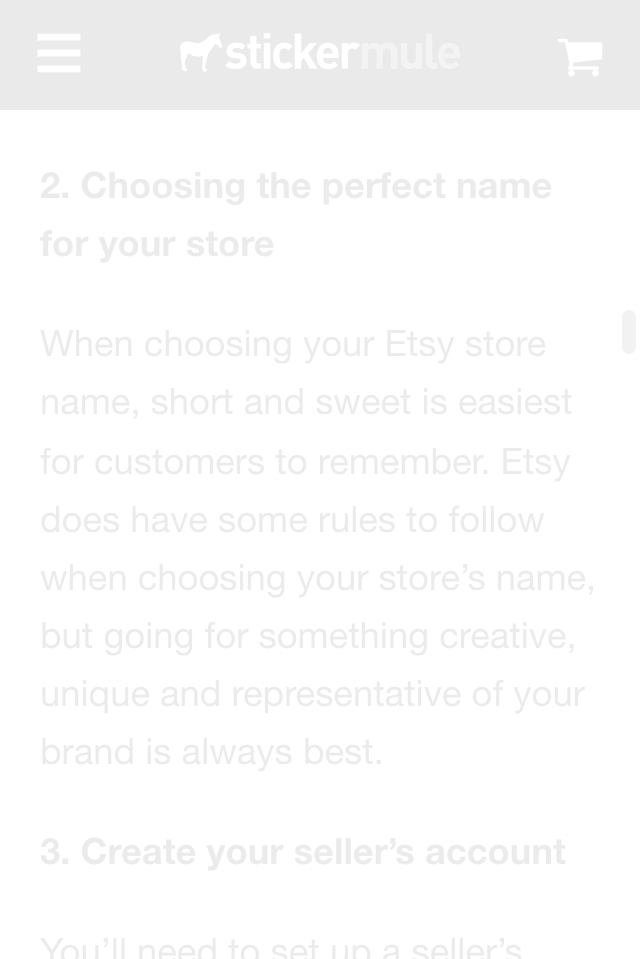 stickermule
2. Choosing the perfect name
for your store
When choosing your Etsy store
name, short and sweet is easiest
for customers to remember. Etsy
does have some rules to follow
when choosing your store’s name,
but going for something creative,
unique and representative of your
brand is always best.
3. Create your seller’s account
You’ll need to set up a seller’s